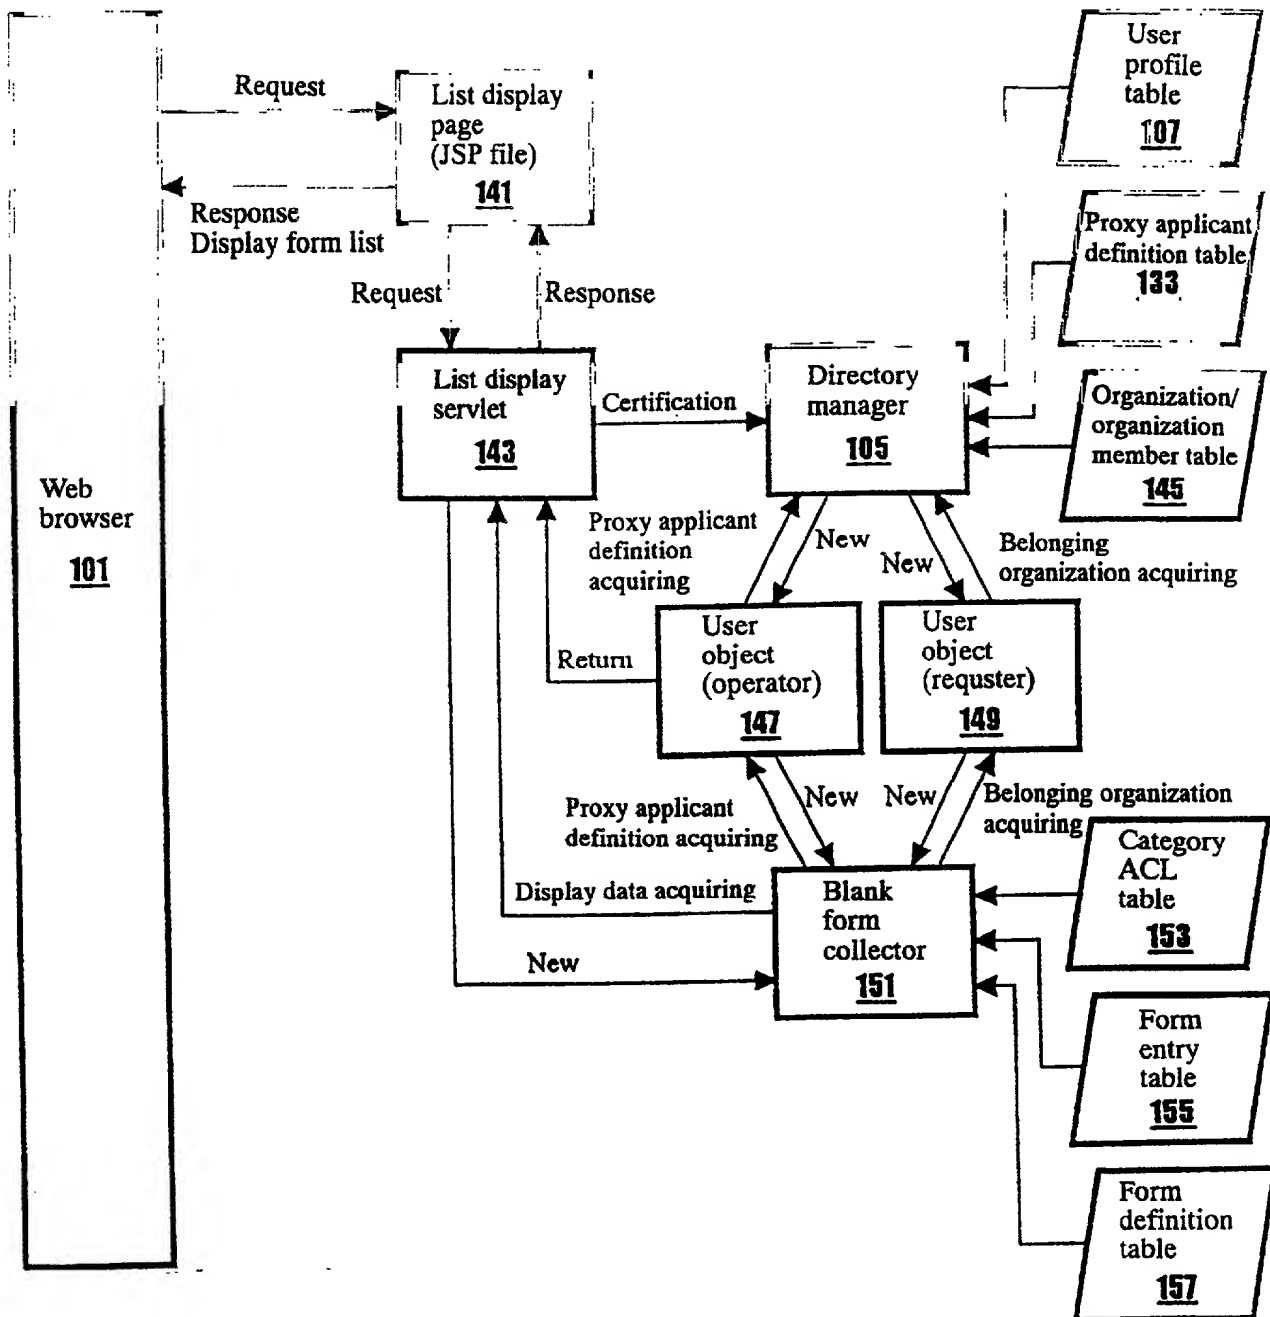 User
profile
table
107
Request
List display
page
(JSP file)
141
Response
Display form list
Proxy applicant
definition table
133
Request
Response
List display
servlet
143
Certification
Directory
manager
105
Organization/
organization
member table
145
Web
browser
101
Proxy applicant
definition
acquiring
New
New
Belonging
organization acquiring
User
object
(operator)
147
User
object
(requster)
149
Return
New
New
Proxy applicant
definition acquiring
Belonging organization
acquiring
Category
ACL
table
153
Display data acquiring
Blank
form
collector
151
New
Form
entry
table
155
Form
definition
table
157